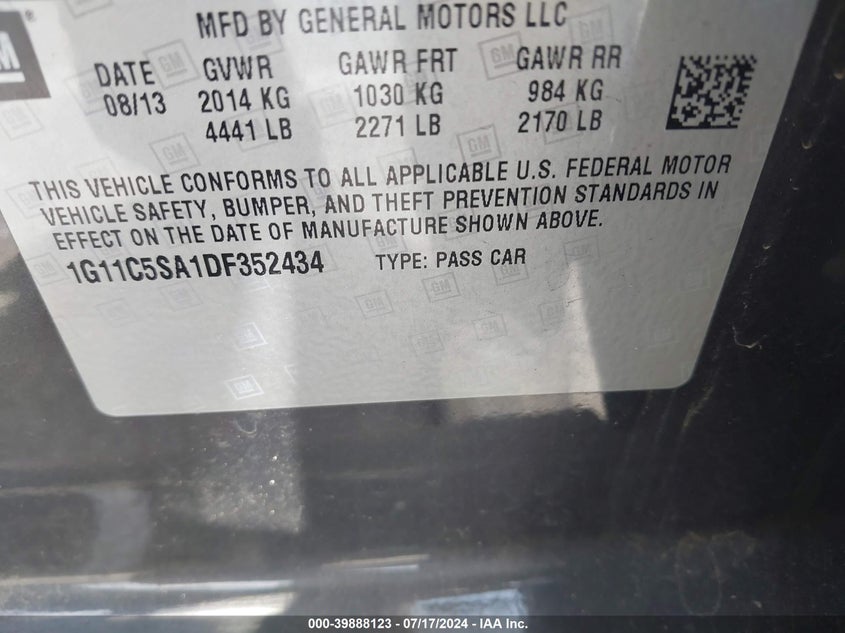 GM ®
MFD BY GENERAL MOTORS LLC
DATE GVWR GAWR FRT GAWR RR
08/13 2014 KG 1030 KG 984 KG
4441 LB 2271 LB 2170 LB
THIS VEHICLE CONFORMS TO ALL APPLICABLE U.S. FEDERAL MOTOR
VEHICLE SAFETY, BUMPER, AND THEFT PREVENTION STANDARDS IN
EFFECT ON THE DATE OF MANUFACTURE SHOWN ABOVE.
1G11C5SA1DF352434 TYPE: PASS CAR
000-39888123 - 07/17/2024 - IAA Inc.